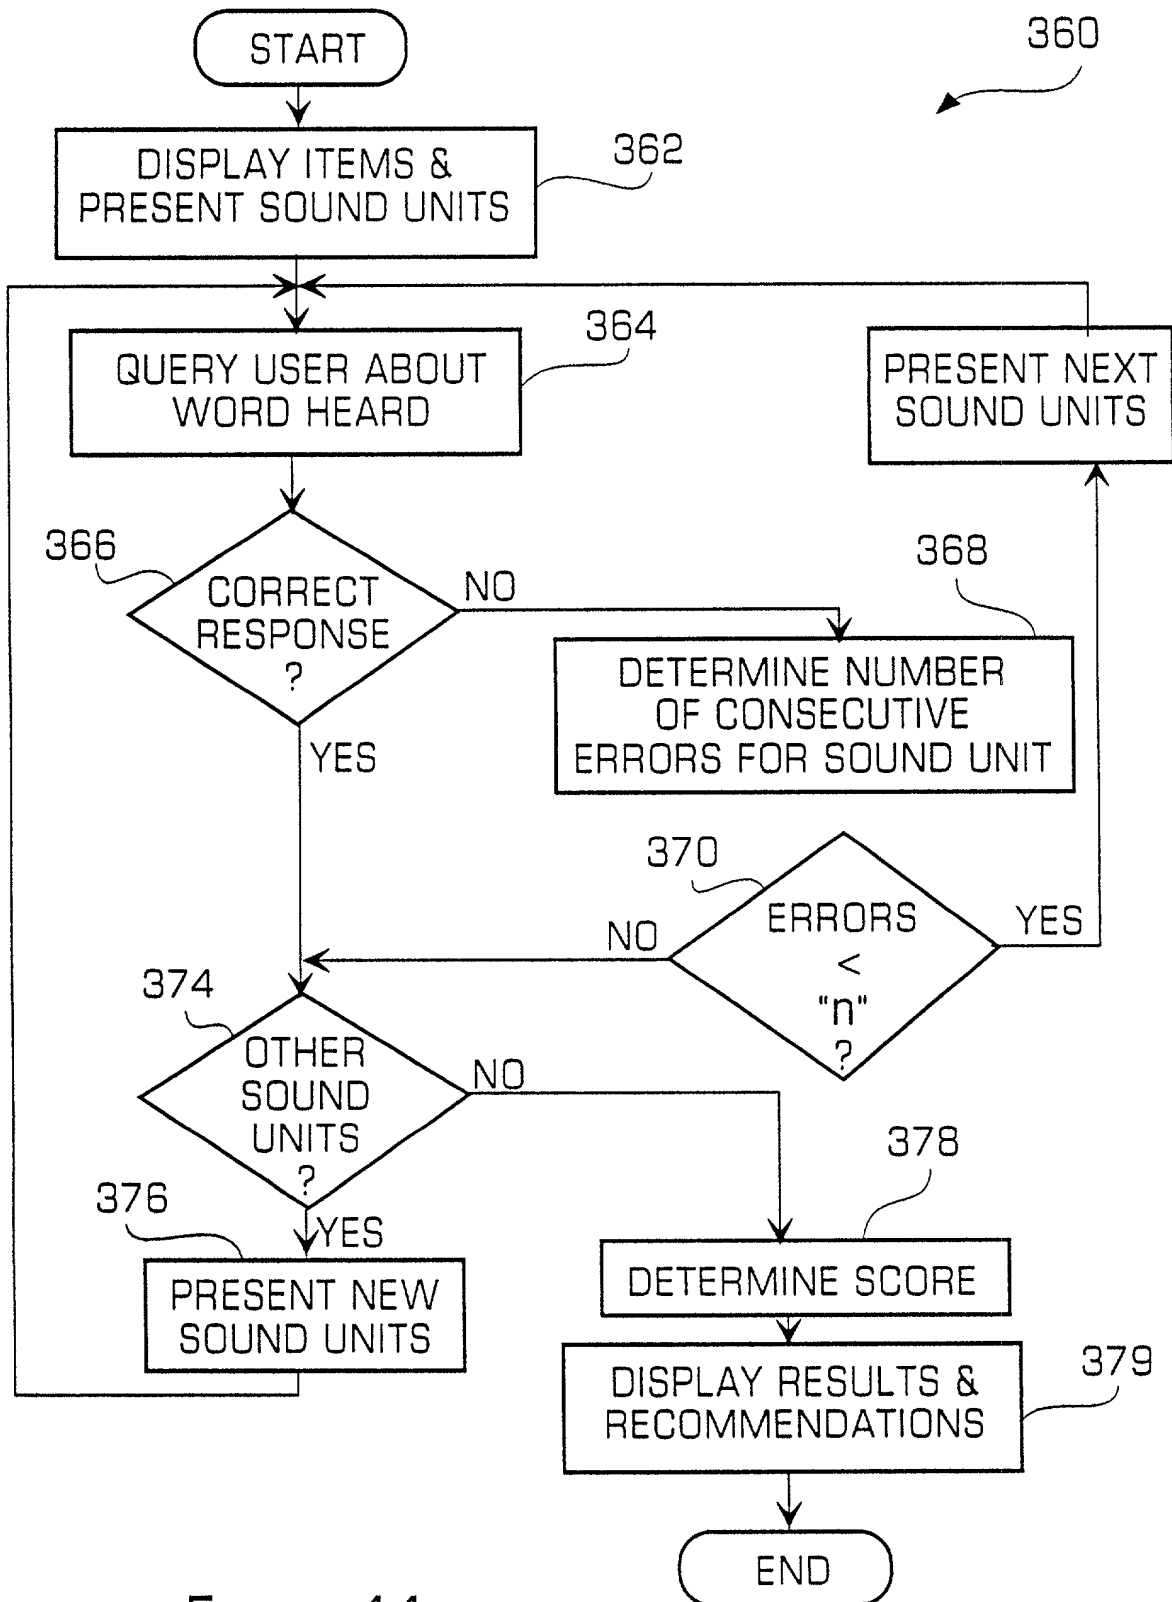 START
360
DISPLAY ITEMS &
PRESENT SOUND UNITS
362
QUERY USER ABOUT
WORD HEARD
364
PRESENT NEXT
SOUND UNITS
366
CORRECT
RESPONSE
?
NO
YES
368
DETERMINE NUMBER
OF CONSECUTIVE
ERRORS FOR SOUND UNIT
370
ERRORS
<
"n"
?
NO
YES
374
OTHER
SOUND
UNITS
?
NO
YES
376
PRESENT NEW
SOUND UNITS
378
DETERMINE SCORE
379
DISPLAY RESULTS &
RECOMMENDATIONS
END